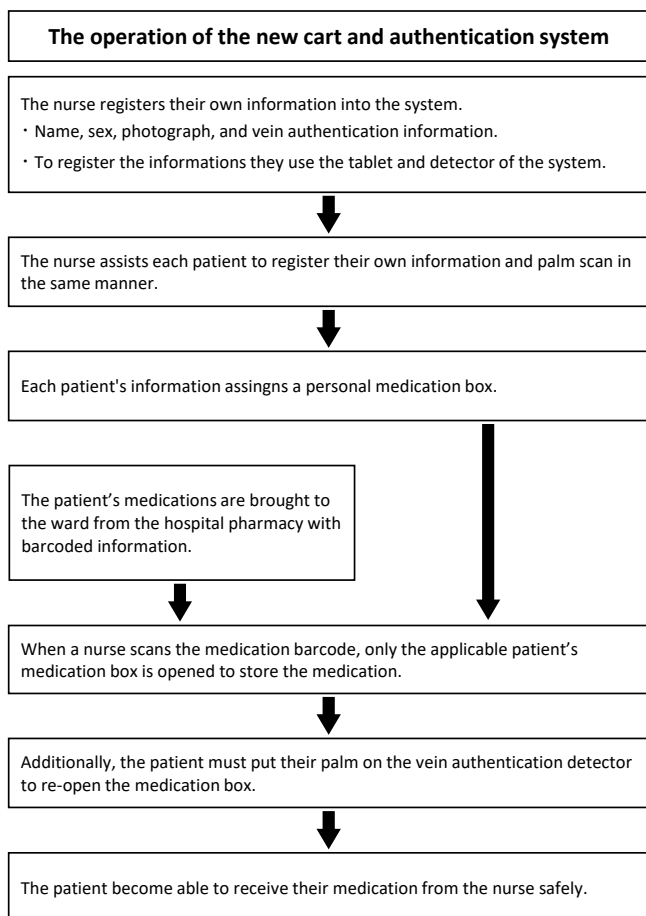 The operation of the new cart and authentication system
The nurse registers their own information into the system.
・Name, sex, photograph, and vein authentication information.
・To register the informations they use the tablet and detector of the system.
The nurse assists each patient to register their own information and palm scan in
the same manner.
Each patient's information assingns a personal medication box.
The patient’s medications are brought to
the ward from the hospital pharmacy with
barcoded information.
When a nurse scans the medication barcode, only the applicable patient’s
medication box is opened to store the medication.
Additionally, the patient must put their palm on the vein authentication detector
to re-open the medication box.
The patient become able to receive their medication from the nurse safely.